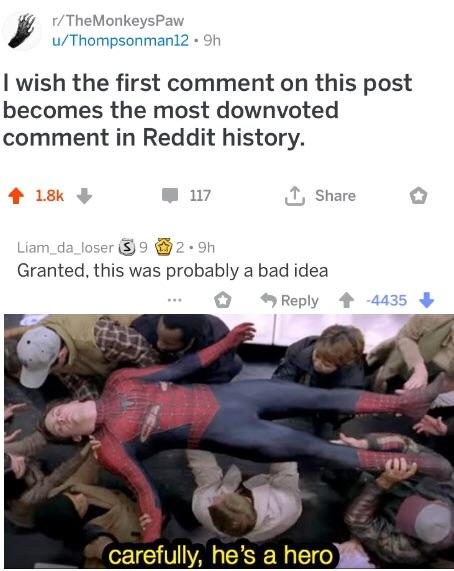 r/TheMonkeysPaw
u/Thompsonman12 • 9h
I wish the first comment on this post
becomes the most downvoted
comment in Reddit history.
1.8k 117 Share
Liam_da_loser S 9 2 • 9h
Granted, this was probably a bad idea
... Reply -4435
carefully, he's a hero